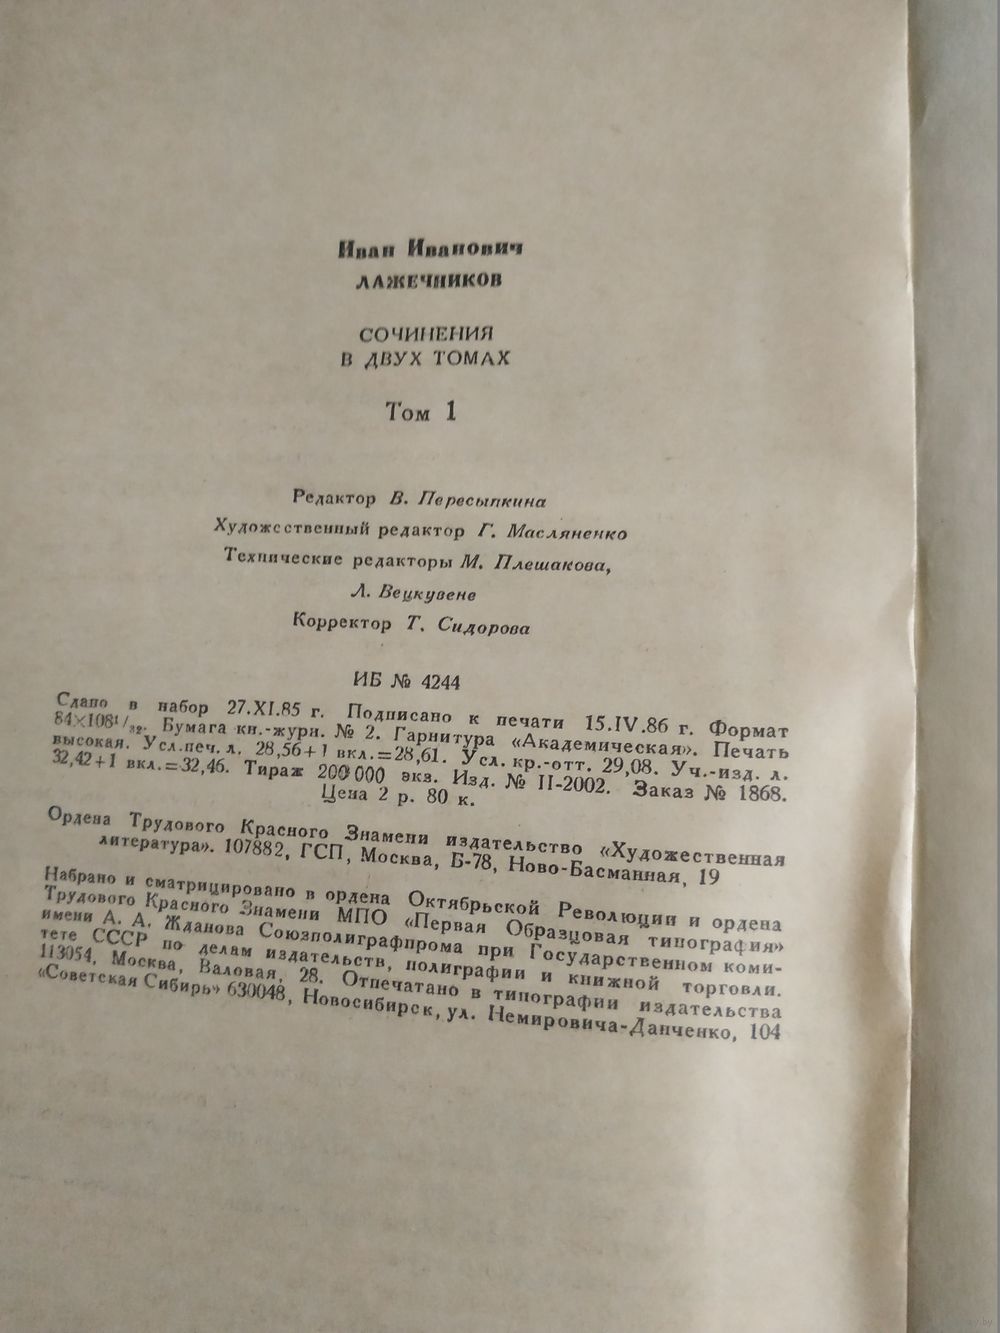 Иван Иванович
ЛАЖЕЧНИКОВ
СОЧИНЕНИЯ
В ДВУХ ТОМАХ
Том 1
Редактор В. Пересыпкина
Художественный редактор Г. Масляненко
Технические редакторы М. Плешакова,
Л. Вецкувене
Корректор Т. Сидорова
ИБ № 4244
Сдано в набор 27.XI.85 г. Подписано к печати 15.IV.86 г. Формат
84×108¹/₃₂. Бумага кн.-журн. № 2. Гарнитура «Академическая». Печать
высокая. Усл.печ. л. 28,56+1 вкл.=28,61. Усл. кр.-отт. 29,08. Уч.-изд. л.
32,42+1 вкл.=32,46. Тираж 200 000 экз. Изд. № II-2002. Заказ № 1868.
Цена 2 р. 80 к.
Ордена Трудового Красного Знамени издательство «Художественная
литература». 107882, ГСП, Москва, Б-78, Ново-Басманная, 19
Набрано и сматрицировано в ордена Октябрьской Революции и ордена
Трудового Красного Знамени МПО «Первая Образцовая типография»
имени А. А. Жданова Союзполиграфпрома при Государственном коми-
тете СССР по делам издательств, полиграфии и книжной торговли.
113054, Москва, Валовая, 28. Отпечатано в типографии издательства
«Советская Сибирь» 630048, Новосибирск, ул. Немировича-Данченко, 104